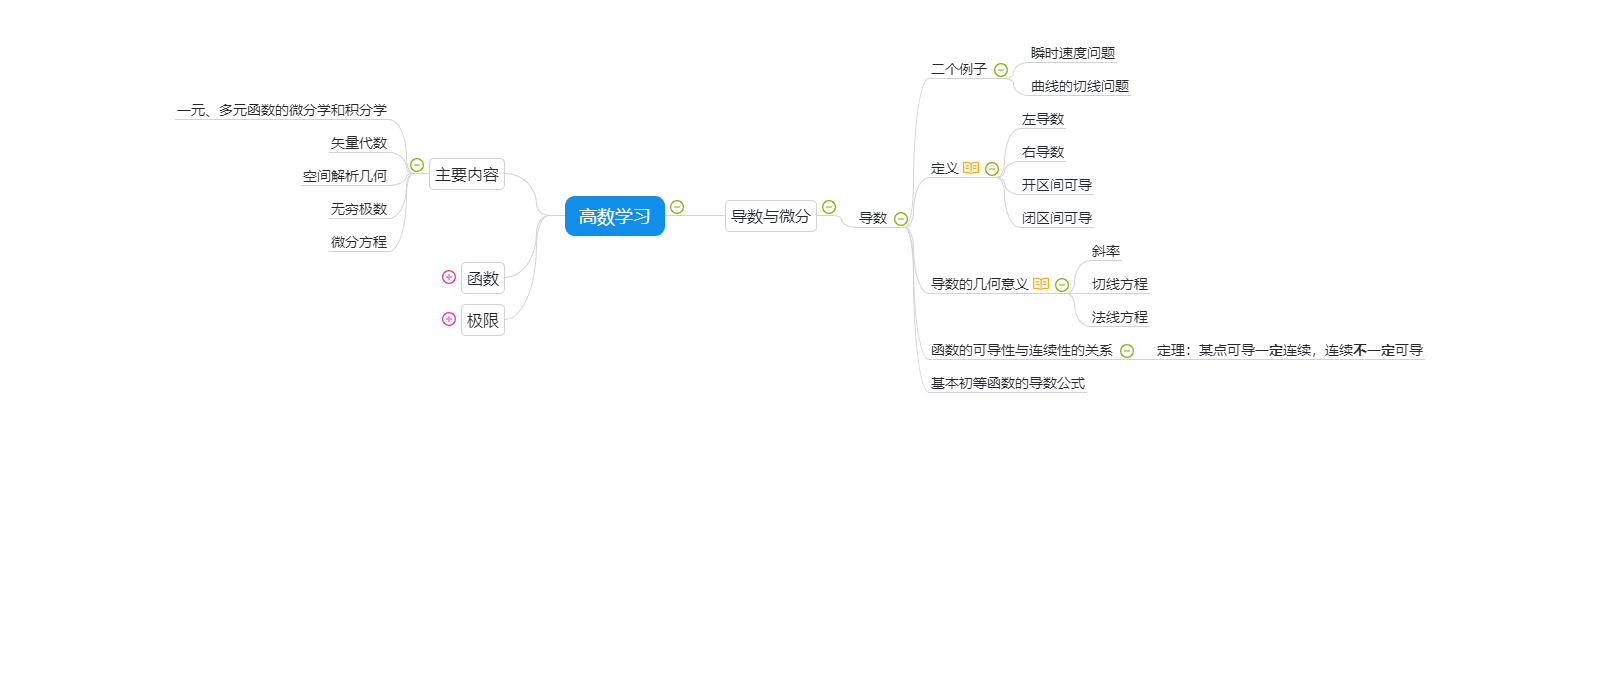 高数学习
主要内容
一元、多元函数的微分学和积分学
矢量代数
空间解析几何
无穷极数
微分方程
函数
极限
导数与微分
导数
二个例子
瞬时速度问题
曲线的切线问题
定义
左导数
右导数
开区间可导
闭区间可导
导数的几何意义
斜率
切线方程
法线方程
函数的可导性与连续性的关系
定理：某点可导一定连续，连续不一定可导
基本初等函数的导数公式